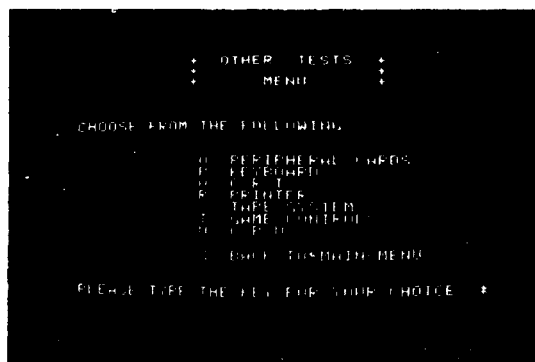 * OTHER TESTS *
*
* MENU *
CHOOSE FROM THE FOLLOWING
PERIPHERAL CARDS
KEYBOARD
C R T
PRINTER
TAPE SYSTEM
GAME CONTROLS
C P U
BACK TO MAIN MENU
PLEASE TYPE THE KEY FOR YOUR CHOICE *